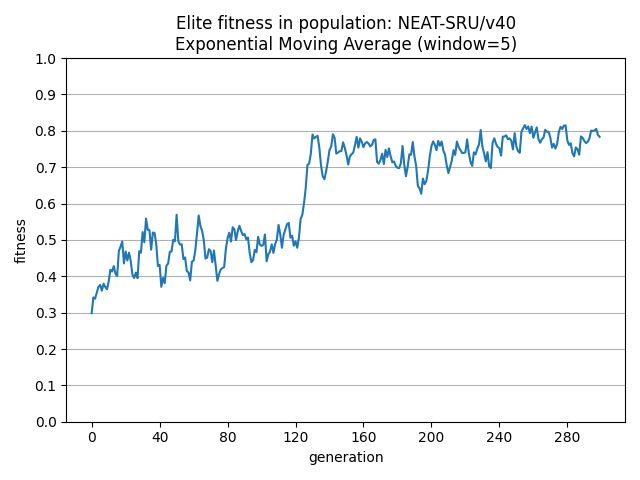 Elite fitness in population: NEAT-SRU/v40
Exponential Moving Average (window=5)
1.0
0.9
0.8
0.7
0.6
0.5
0.4
0.3
0.2
0.1
0.0
fitness
0 40 80 120 160 200 240 280
generation